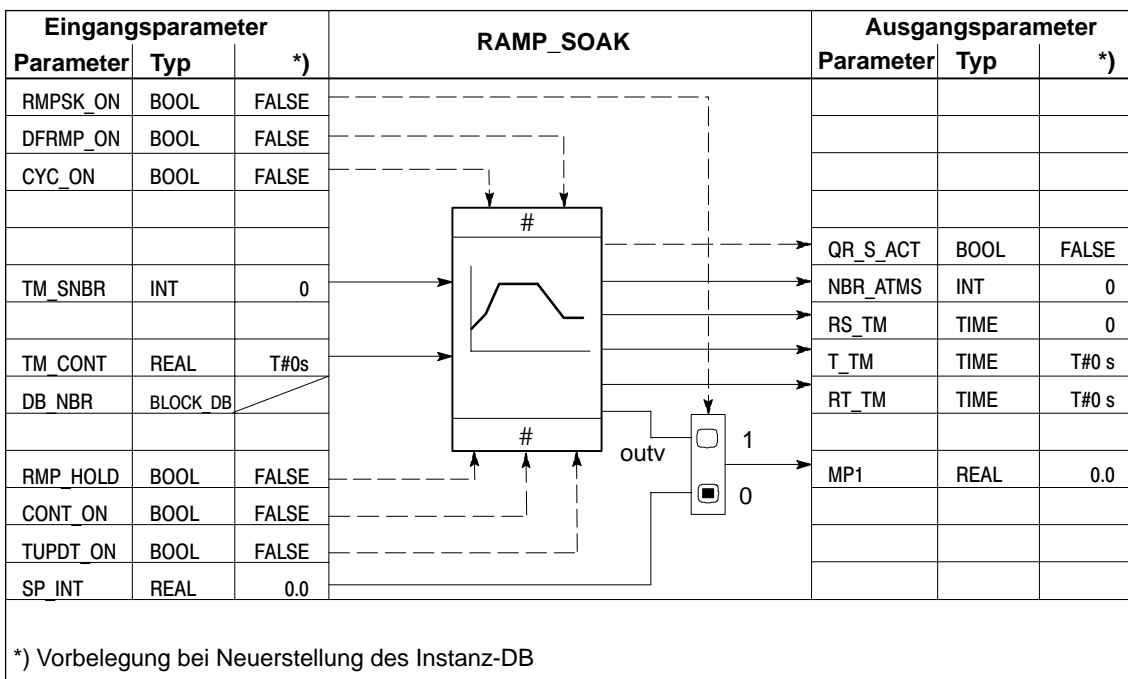 Eingangsparameter RAMP_SOAK Ausgangsparameter
Parameter Typ *) Parameter Typ *)
RMPSK_ON BOOL FALSE
DFRMP_ON BOOL FALSE
CYC_ON BOOL FALSE
#
QR_S_ACT BOOL FALSE
TM_SNBR INT 0 NBR_ATMS INT 0
RS_TM TIME 0
TM_CONT REAL T#0s T_TM TIME T#0 s
DB_NBR BLOCK_DB RT_TM TIME T#0 s
# outv 1
RMP_HOLD BOOL FALSE MP1 REAL 0.0
0
CONT_ON BOOL FALSE
TUPDT_ON BOOL FALSE
SP_INT REAL 0.0
*) Vorbelegung bei Neuerstellung des Instanz-DB